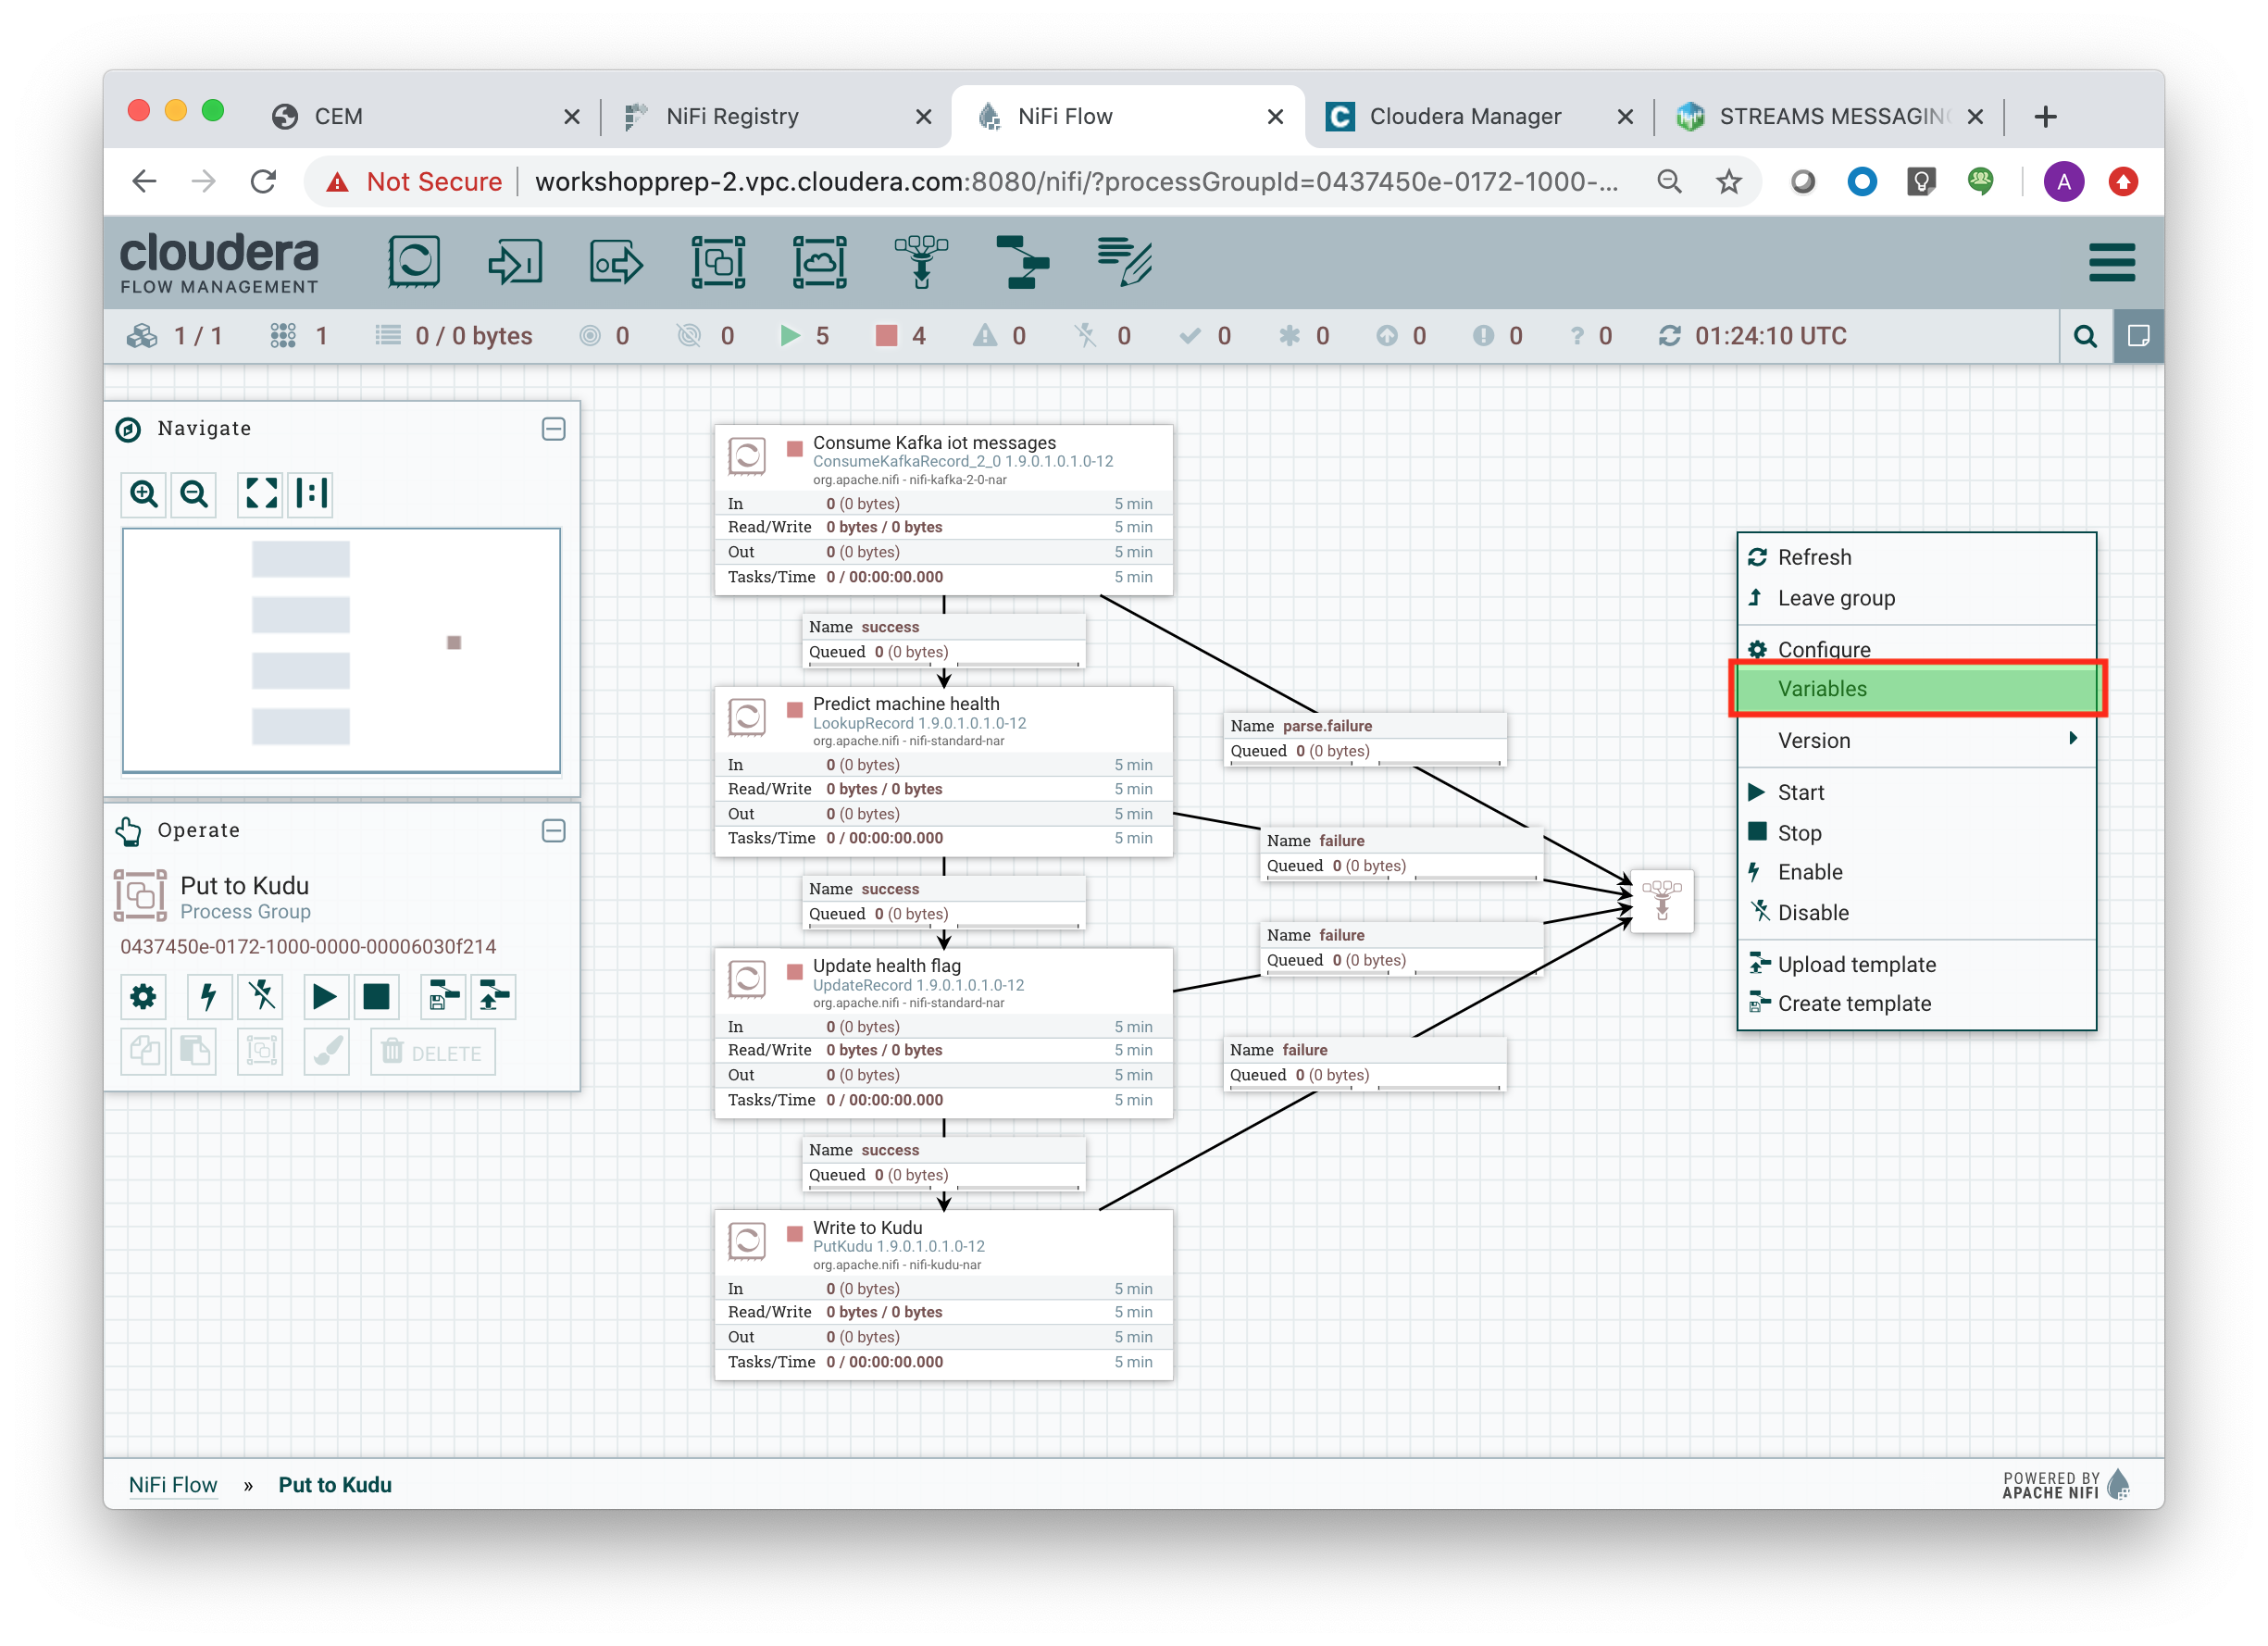 CEM
NiFi Registry
NiFi Flow
Cloudera Manager
STREAMS MESSAGING
Not Secure
workshopprep-2.vpc.cloudera.com:8080/nifi/?processGroupId=0437450e-0172-1000-...
A
cloudera
FLOW MANAGEMENT
1 / 1
1
0 / 0 bytes
0
0
5
4
0
0
0
0
0
0
? 0
01:24:10 UTC
Navigate
Operate
Put to Kudu
Process Group
0437450e-0172-1000-0000-00006030f214
DELETE
Consume Kafka iot messages
ConsumeKafkaRecord_2_0 1.9.0.1.0.1.0-12
org.apache.nifi - nifi-kafka-2-0-nar
In 0 (0 bytes) 5 min
Read/Write 0 bytes / 0 bytes 5 min
Out 0 (0 bytes) 5 min
Tasks/Time 0 / 00:00:00.000 5 min
Name success
Queued 0 (0 bytes)
Predict machine health
LookupRecord 1.9.0.1.0.1.0-12
org.apache.nifi - nifi-standard-nar
In 0 (0 bytes) 5 min
Read/Write 0 bytes / 0 bytes 5 min
Out 0 (0 bytes) 5 min
Tasks/Time 0 / 00:00:00.000 5 min
Name success
Queued 0 (0 bytes)
Update health flag
UpdateRecord 1.9.0.1.0.1.0-12
org.apache.nifi - nifi-standard-nar
In 0 (0 bytes) 5 min
Read/Write 0 bytes / 0 bytes 5 min
Out 0 (0 bytes) 5 min
Tasks/Time 0 / 00:00:00.000 5 min
Name success
Queued 0 (0 bytes)
Write to Kudu
PutKudu 1.9.0.1.0.1.0-12
org.apache.nifi - nifi-kudu-nar
In 0 (0 bytes) 5 min
Read/Write 0 bytes / 0 bytes 5 min
Out 0 (0 bytes) 5 min
Tasks/Time 0 / 00:00:00.000 5 min
Name parse.failure
Queued 0 (0 bytes)
Name failure
Queued 0 (0 bytes)
Name failure
Queued 0 (0 bytes)
Name failure
Queued 0 (0 bytes)
Refresh
Leave group
Configure
Variables
Version
Start
Stop
Enable
Disable
Upload template
Create template
NiFi Flow » Put to Kudu
POWERED BY
APACHE NIFI